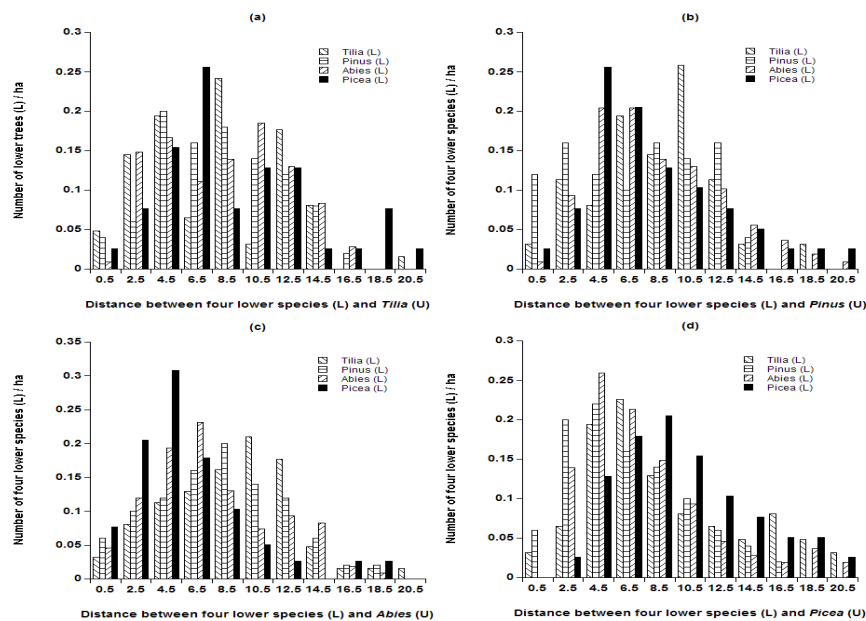 (a)
Number of lower trees (L) / ha
0.3
0.25
0.2
0.15
0.1
0.05
0
Tilia (L)
Pinus (L)
Abies (L)
Picea (L)
0.5 2.5 4.5 6.5 8.5 10.5 12.5 14.5 16.5 18.5 20.5
Distance between four lower species (L) and Tilia (U)
(b)
Number of four lower species (L) / ha
0.3
0.25
0.2
0.15
0.1
0.05
0
Tilia (L)
Pinus (L)
Abies (L)
Picea (L)
0.5 2.5 4.5 6.5 8.5 10.5 12.5 14.5 16.5 18.5 20.5
Distance between four lower species (L) and Pinus (U)
(c)
Number of four lower species (L) / ha
0.35
0.3
0.25
0.2
0.15
0.1
0.05
0
Tilia (L)
Pinus (L)
Abies (L)
Picea (L)
0.5 2.5 4.5 6.5 8.5 10.5 12.5 14.5 16.5 18.5 20.5
Distance between four lower species (L) and Abies (U)
(d)
Number of four lower species (L) / ha
0.3
0.25
0.2
0.15
0.1
0.05
0
Tilia (L)
Pinus (L)
Abies (L)
Picea (L)
0.5 2.5 4.5 6.5 8.5 10.5 12.5 14.5 16.5 18.5 20.5
Distance between four lower species (L) and Picea (U)